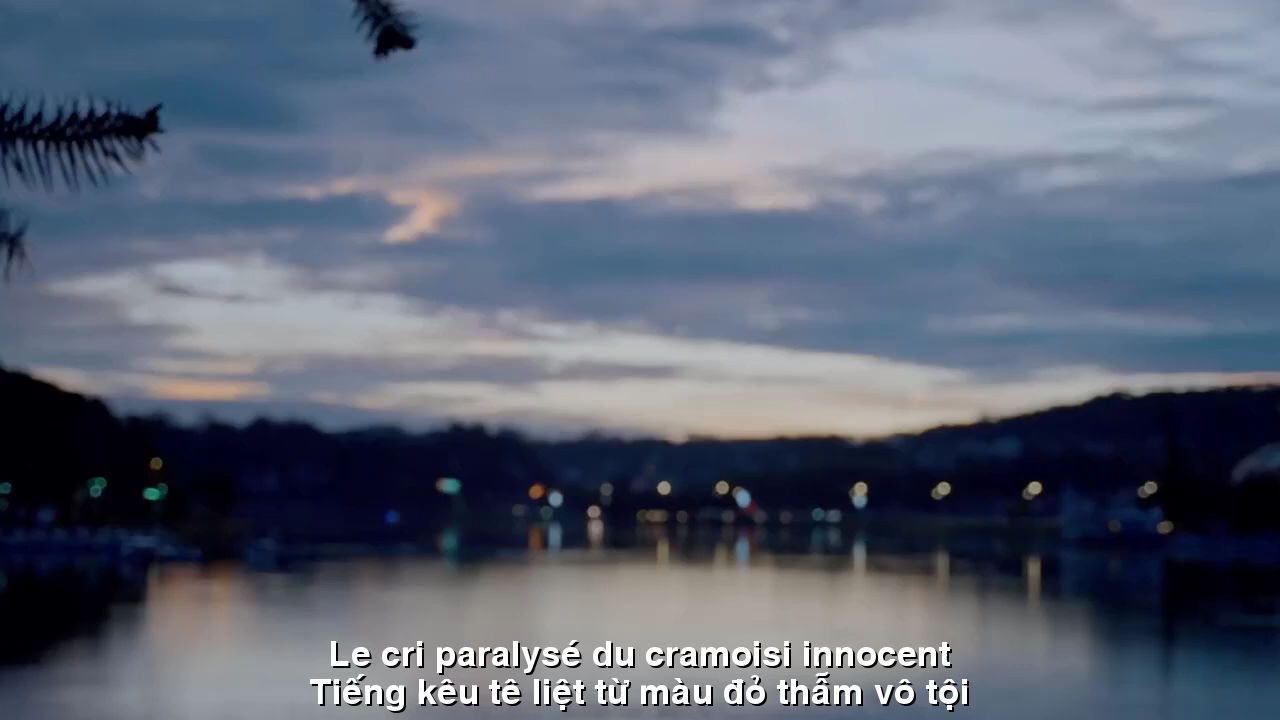 Le cri paralysé du cramoisi innocent
Tiếng kêu tê liệt từ màu đỏ thẫm vô tội